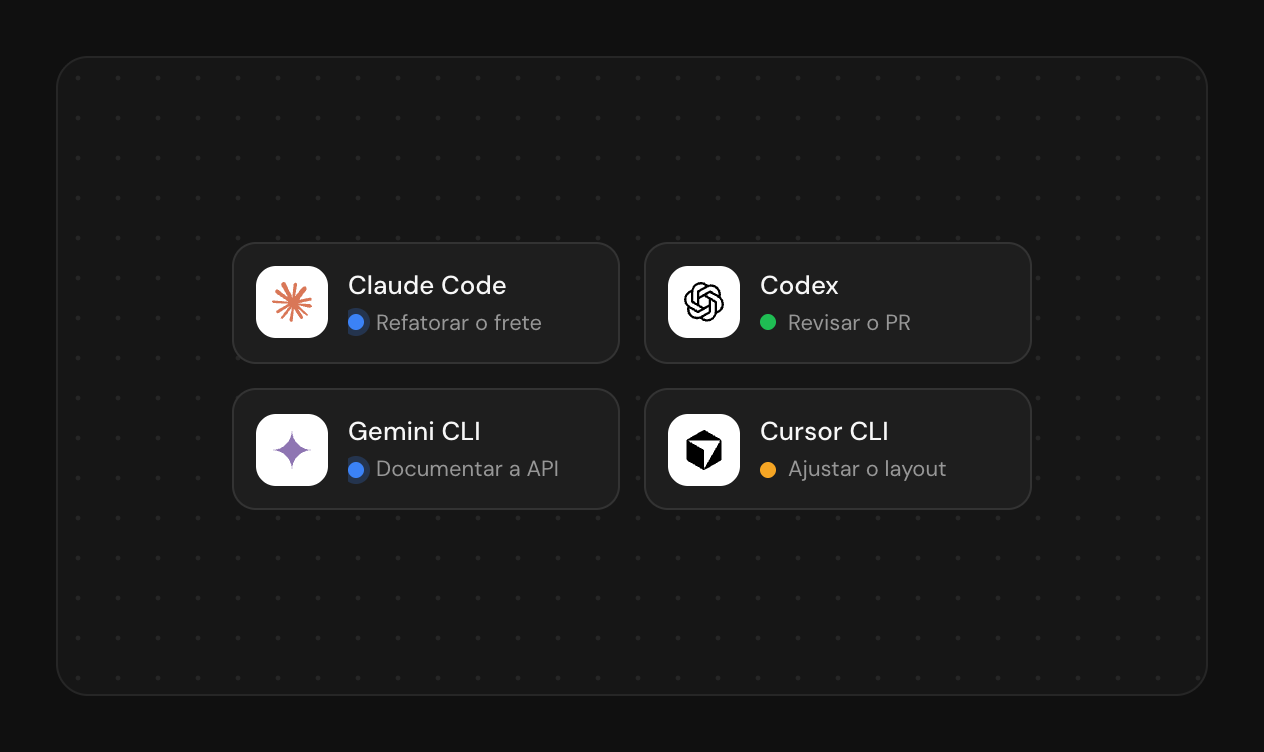 Claude Code
Refatorar o frete
Codex
Revisar o PR
Gemini CLI
Documentar a API
Cursor CLI
Ajustar o layout